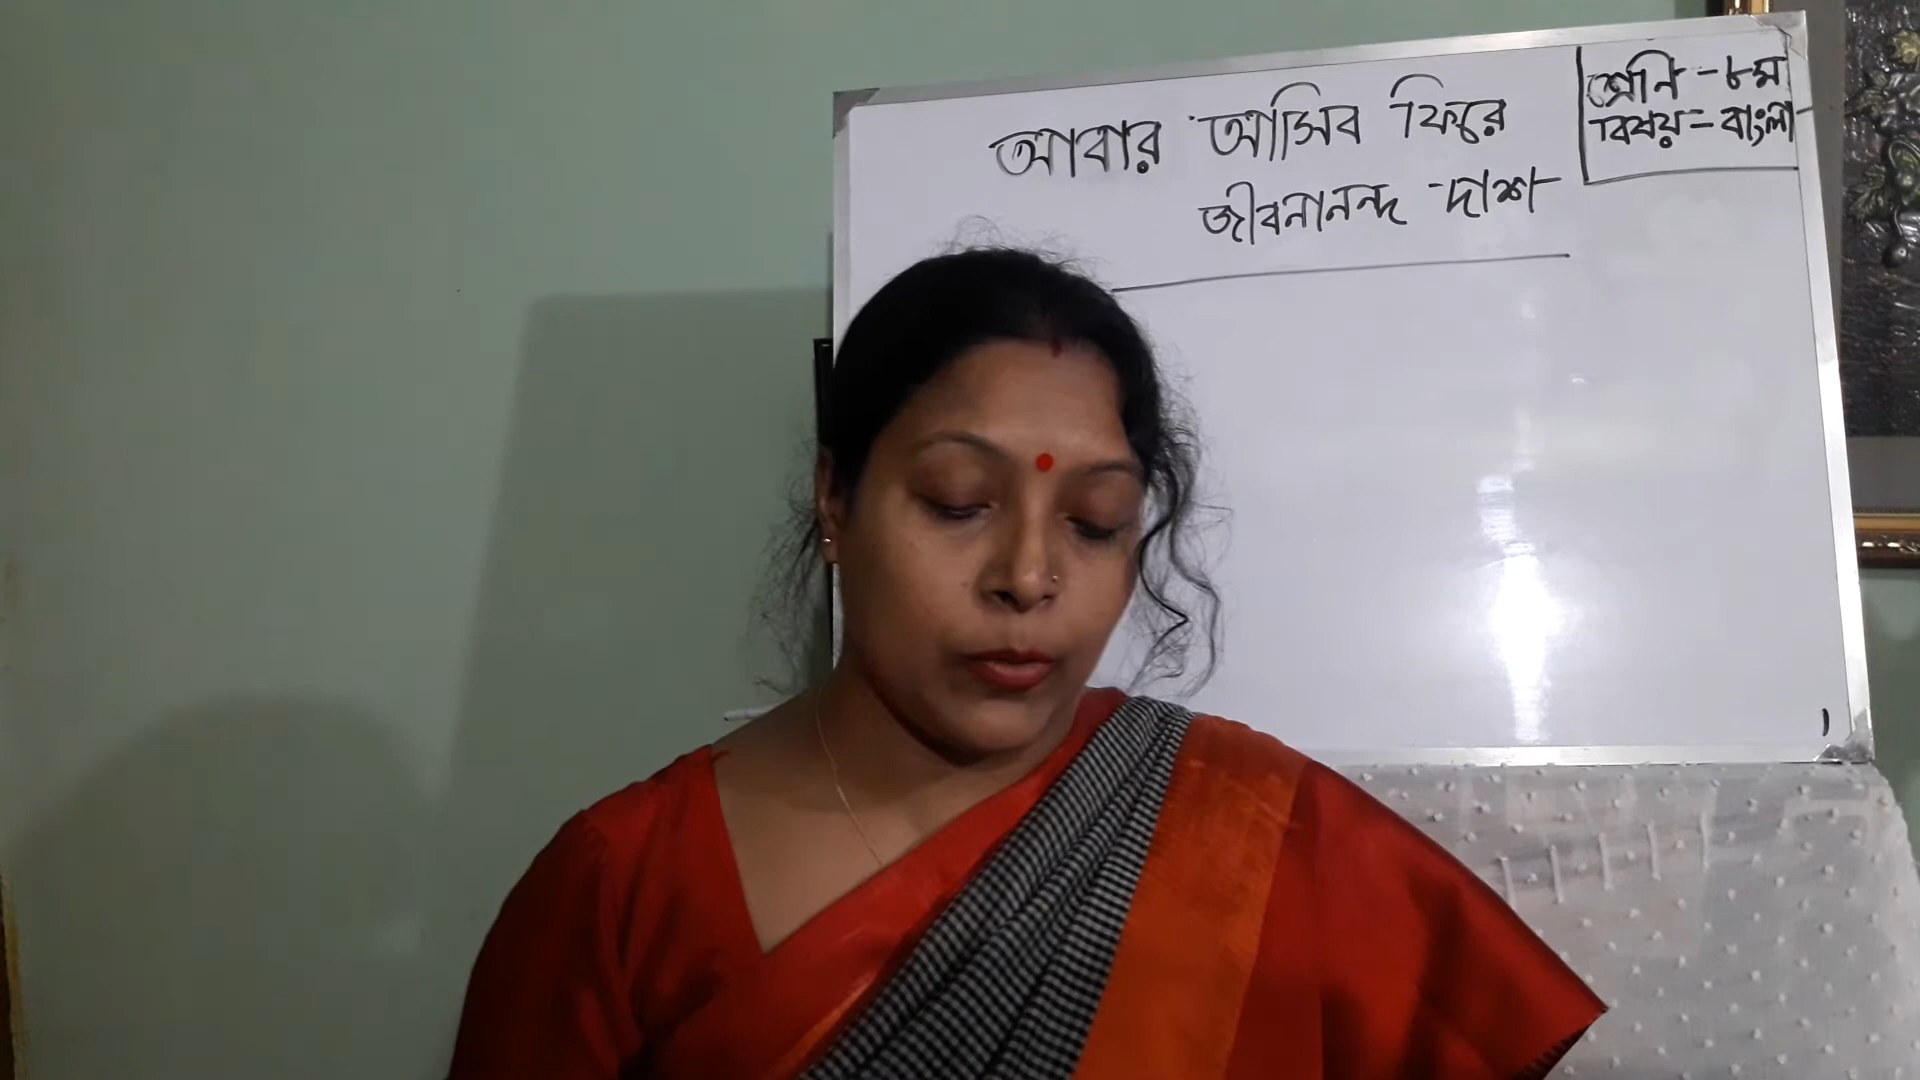 আবার আসিব ফিরে
জীবনানন্দ দাশ
শ্রেনি - ৮ম
বিষয় = বাংলা